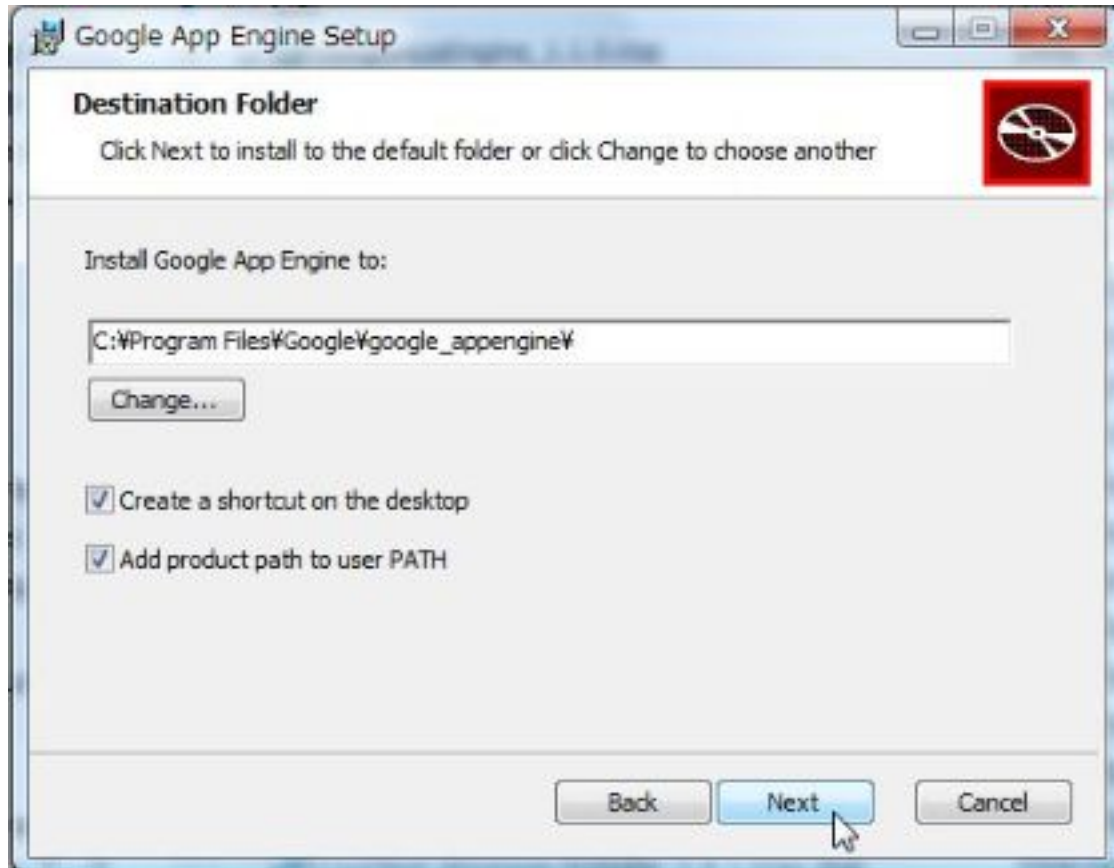 Google App Engine Setup
Destination Folder
Click Next to install to the default folder or click Change to choose another
Install Google App Engine to:
C:¥Program Files¥Google¥google_appengine¥
Change...
Create a shortcut on the desktop
Add product path to user PATH
Back Next Cancel